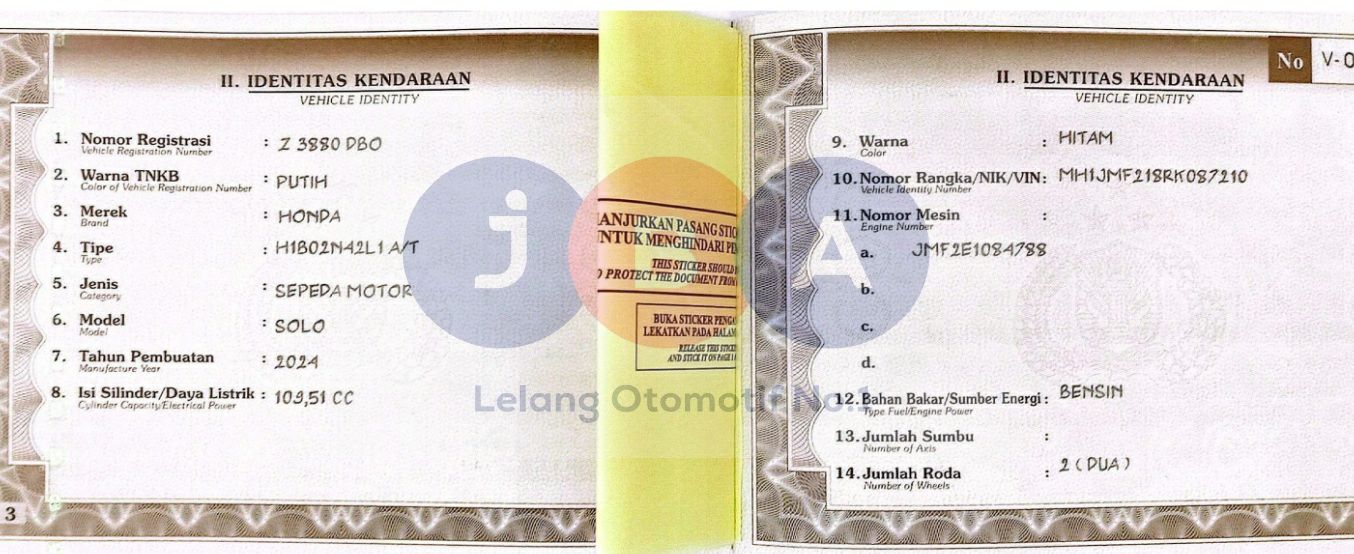 II. IDENTITAS KENDARAAN
VEHICLE IDENTITY
1. Nomor Registrasi : Z 3880 DBO
Vehicle Registration Number
2. Warna TNKB : PUTIH
Color of Vehicle Registration Number
3. Merek : HONDA
Brand
4. Tipe : H1B02N42L1 A/T
Type
5. Jenis : SEPEDA MOTOR
Category
6. Model : SOLO
Model
7. Tahun Pembuatan : 2024
Manufacture Year
8. Isi Silinder/Daya Listrik : 109,51 CC
Cylinder Capacity/Electrical Power
3
ANJURKAN PASANG STIC
NTUK MENGHINDARI PE
THIS STICKER SHOULD
PROTECT THE DOCUMENT FROM
BUKA STICKER PENGA
LEKATKAN PADA HALAM
RELEASE THIS STICK
AND STICK IT ON PAGE
No V-0
II. IDENTITAS KENDARAAN
VEHICLE IDENTITY
9. Warna : HITAM
Color
10. Nomor Rangka/NIK/VIN: MH1JMF218RK087210
Vehicle Identity Number
11. Nomor Mesin :
Engine Number
a. JMF2E1084788
b.
c.
d.
12. Bahan Bakar/Sumber Energi: BENSIN
Type Fuel/Engine Power
13. Jumlah Sumbu :
Number of Axis
14. Jumlah Roda : 2 (DUA)
Number of Wheels
JBA
Lelang Otomotif No.1